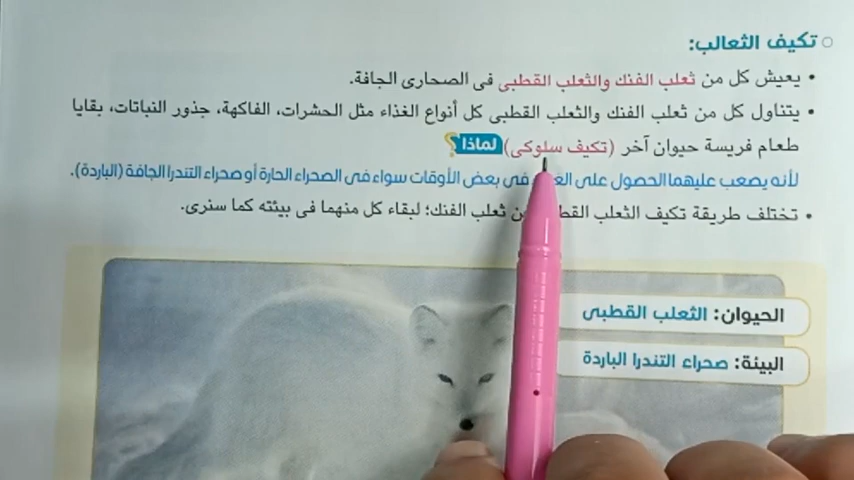 تكيف الثعالب:
• يعيش كل من ثعلب الفنك والثعلب القطبى فى الصحارى الجافة.
• يتناول كل من ثعلب الفنك والثعلب القطبى كل أنواع الغذاء مثل الحشرات، الفاكهة، جذور النباتات، بقايا
طعام فريسة حيوان آخر (تكيف سلوكى) لماذا؟
لأنه يصعب عليهما الحصول على فى بعض الأوقات سواء فى الصحراء الحارة أو صحراء التندرا الجافة (الباردة).
• تختلف طريقة تكيف الثعلب ثعلب الفنك؛ لبقاء كل منهما فى بيئته كما سنرى.
الحيوان: الثعلب القطبى
البيئة: صحراء التندرا الباردة